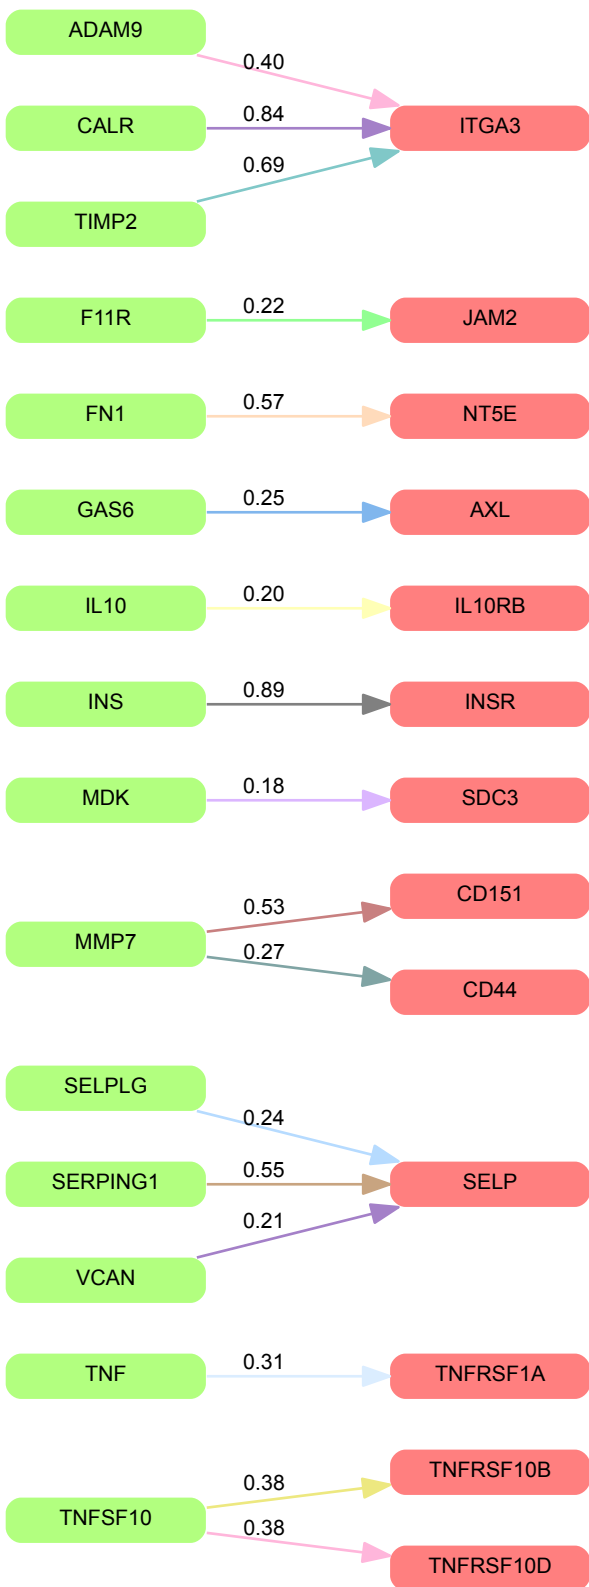 ADAM9
0.40
CALR
0.84
ITGA3
0.69
TIMP2
F11R
0.22
JAM2
FN1
0.57
NT5E
GAS6
0.25
AXL
IL10
0.20
IL10RB
INS
0.89
INSR
MDK
0.18
SDC3
CD151
0.53
MMP7
0.27
CD44
SELPLG
0.24
SERPING1
0.55
SELP
0.21
VCAN
TNF
0.31
TNFRSF1A
TNFRSF10B
0.38
TNFSF10
0.38
TNFRSF10D